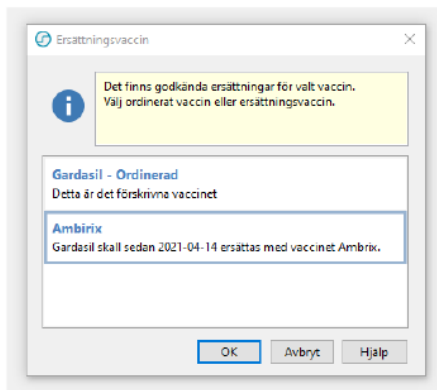 Ersättningsvaccin
Det finns godkända ersättningar för valt vaccin.
Välj ordinerat vaccin eller ersättningsvaccin.
Gardasil - Ordinerad
Detta är det förskrivna vaccinet
Ambirix
Gardasil skall sedan 2021-04-14 ersättas med vaccinet Ambrix.
OK
Avbryt
Hjälp